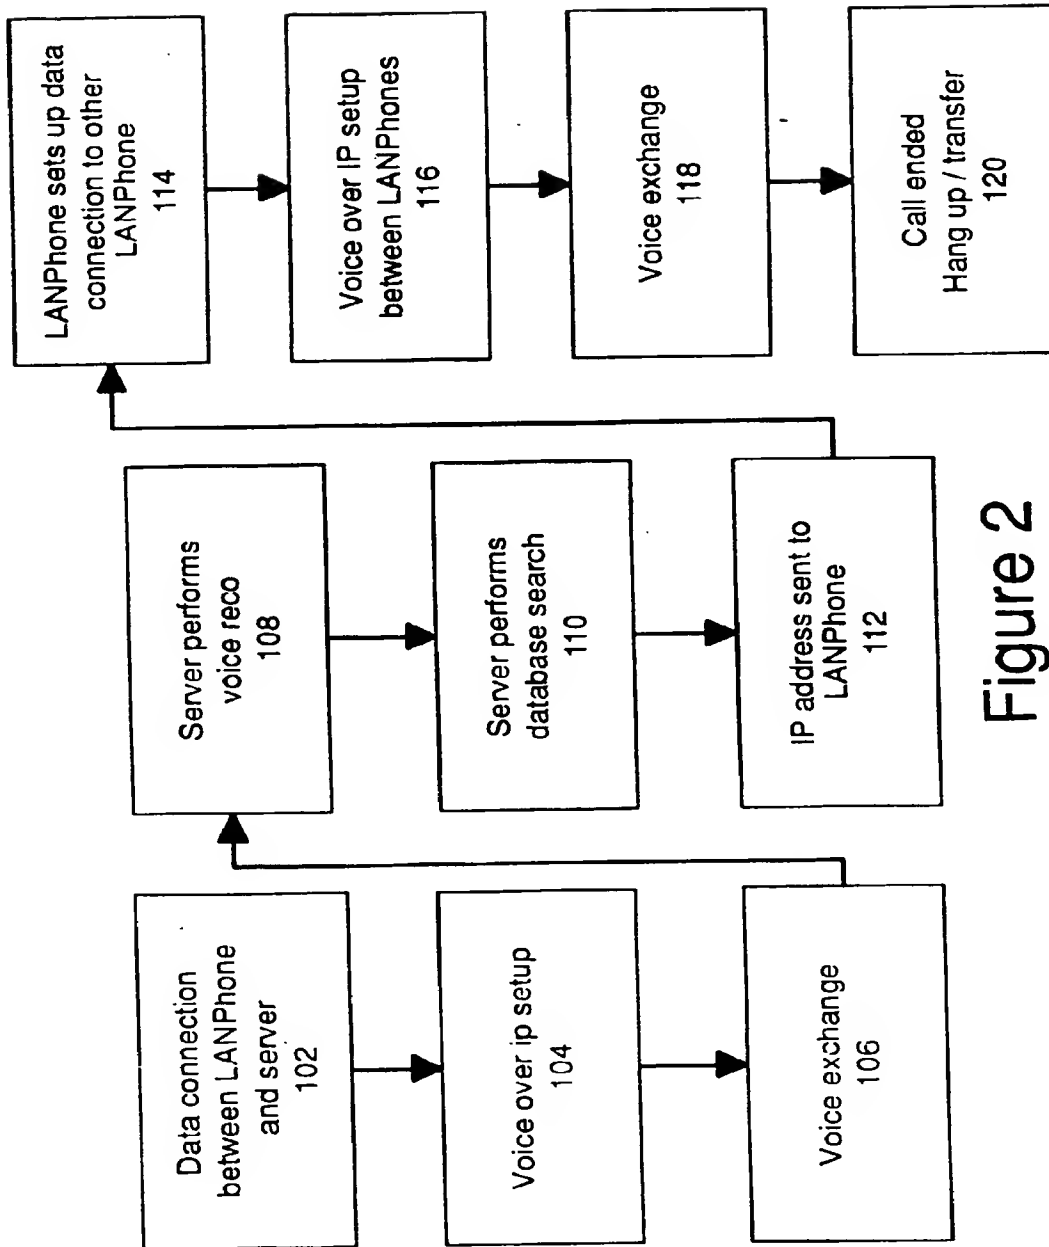 Data connection
between LANPhone
and server
102
Voice over ip setup
104
Voice exchange
106
Server performs
voice reco
108
Server performs
database search
110
IP address sent to
LANPhone
112
LANPhone sets up data
connection to other
LANPhone
114
Voice over IP setup
between LANPhones
116
Voice exchange
118
Call ended
Hang up / transfer
120
Figure 2